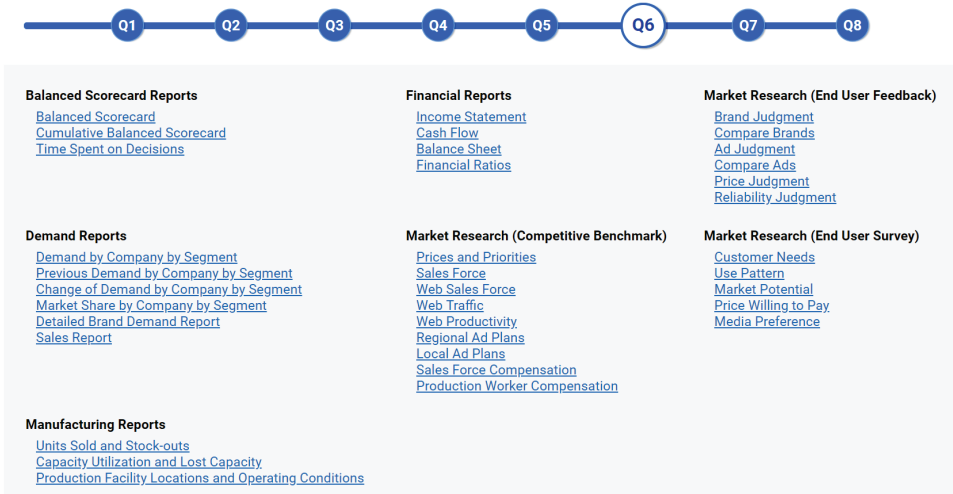 Q1 Q2 Q3 Q4 Q5 Q6 Q7 Q8
Balanced Scorecard Reports
Balanced Scorecard
Cumulative Balanced Scorecard
Time Spent on Decisions
Financial Reports
Income Statement
Cash Flow
Balance Sheet
Financial Ratios
Market Research (End User Feedback)
Brand Judgment
Compare Brands
Ad Judgment
Compare Ads
Price Judgment
Reliability Judgment
Demand Reports
Demand by Company by Segment
Previous Demand by Company by Segment
Change of Demand by Company by Segment
Market Share by Company by Segment
Detailed Brand Demand Report
Sales Report
Market Research (Competitive Benchmark)
Prices and Priorities
Sales Force
Web Sales Force
Web Traffic
Web Productivity
Regional Ad Plans
Local Ad Plans
Sales Force Compensation
Production Worker Compensation
Market Research (End User Survey)
Customer Needs
Use Pattern
Market Potential
Price Willing to Pay
Media Preference
Manufacturing Reports
Units Sold and Stock-outs
Capacity Utilization and Lost Capacity
Production Facility Locations and Operating Conditions